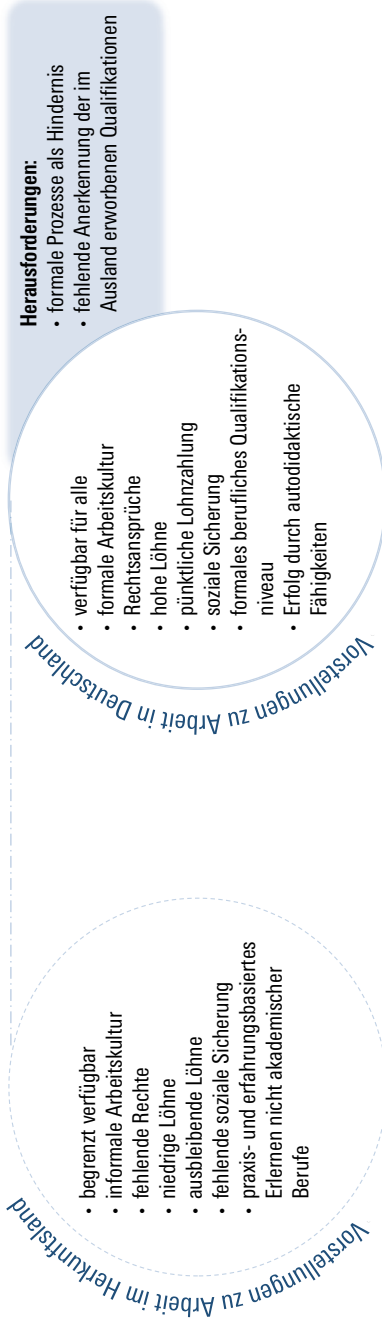 Vorstellungen zu Arbeit im Herkunftsland
• begrenzt verfügbar
• informale Arbeitskultur
• fehlende Rechte
• niedrige Löhne
• ausbleibende Löhne
• fehlende soziale Sicherung
• praxis- und erfahrungsbasiertes
Erlernen nicht akademischer
Berufe
Vorstellungen zu Arbeit in Deutschland
• verfügbar für alle
• formale Arbeitskultur
• Rechtsansprüche
• hohe Löhne
• pünktliche Lohnzahlung
• soziale Sicherung
• formales berufliches Qualifikations-
niveau
• Erfolg durch autodidaktische
Fähigkeiten
Herausforderungen:
• formale Prozesse als Hindernis
• fehlende Anerkennung der im
Ausland erworbenen Qualifikationen